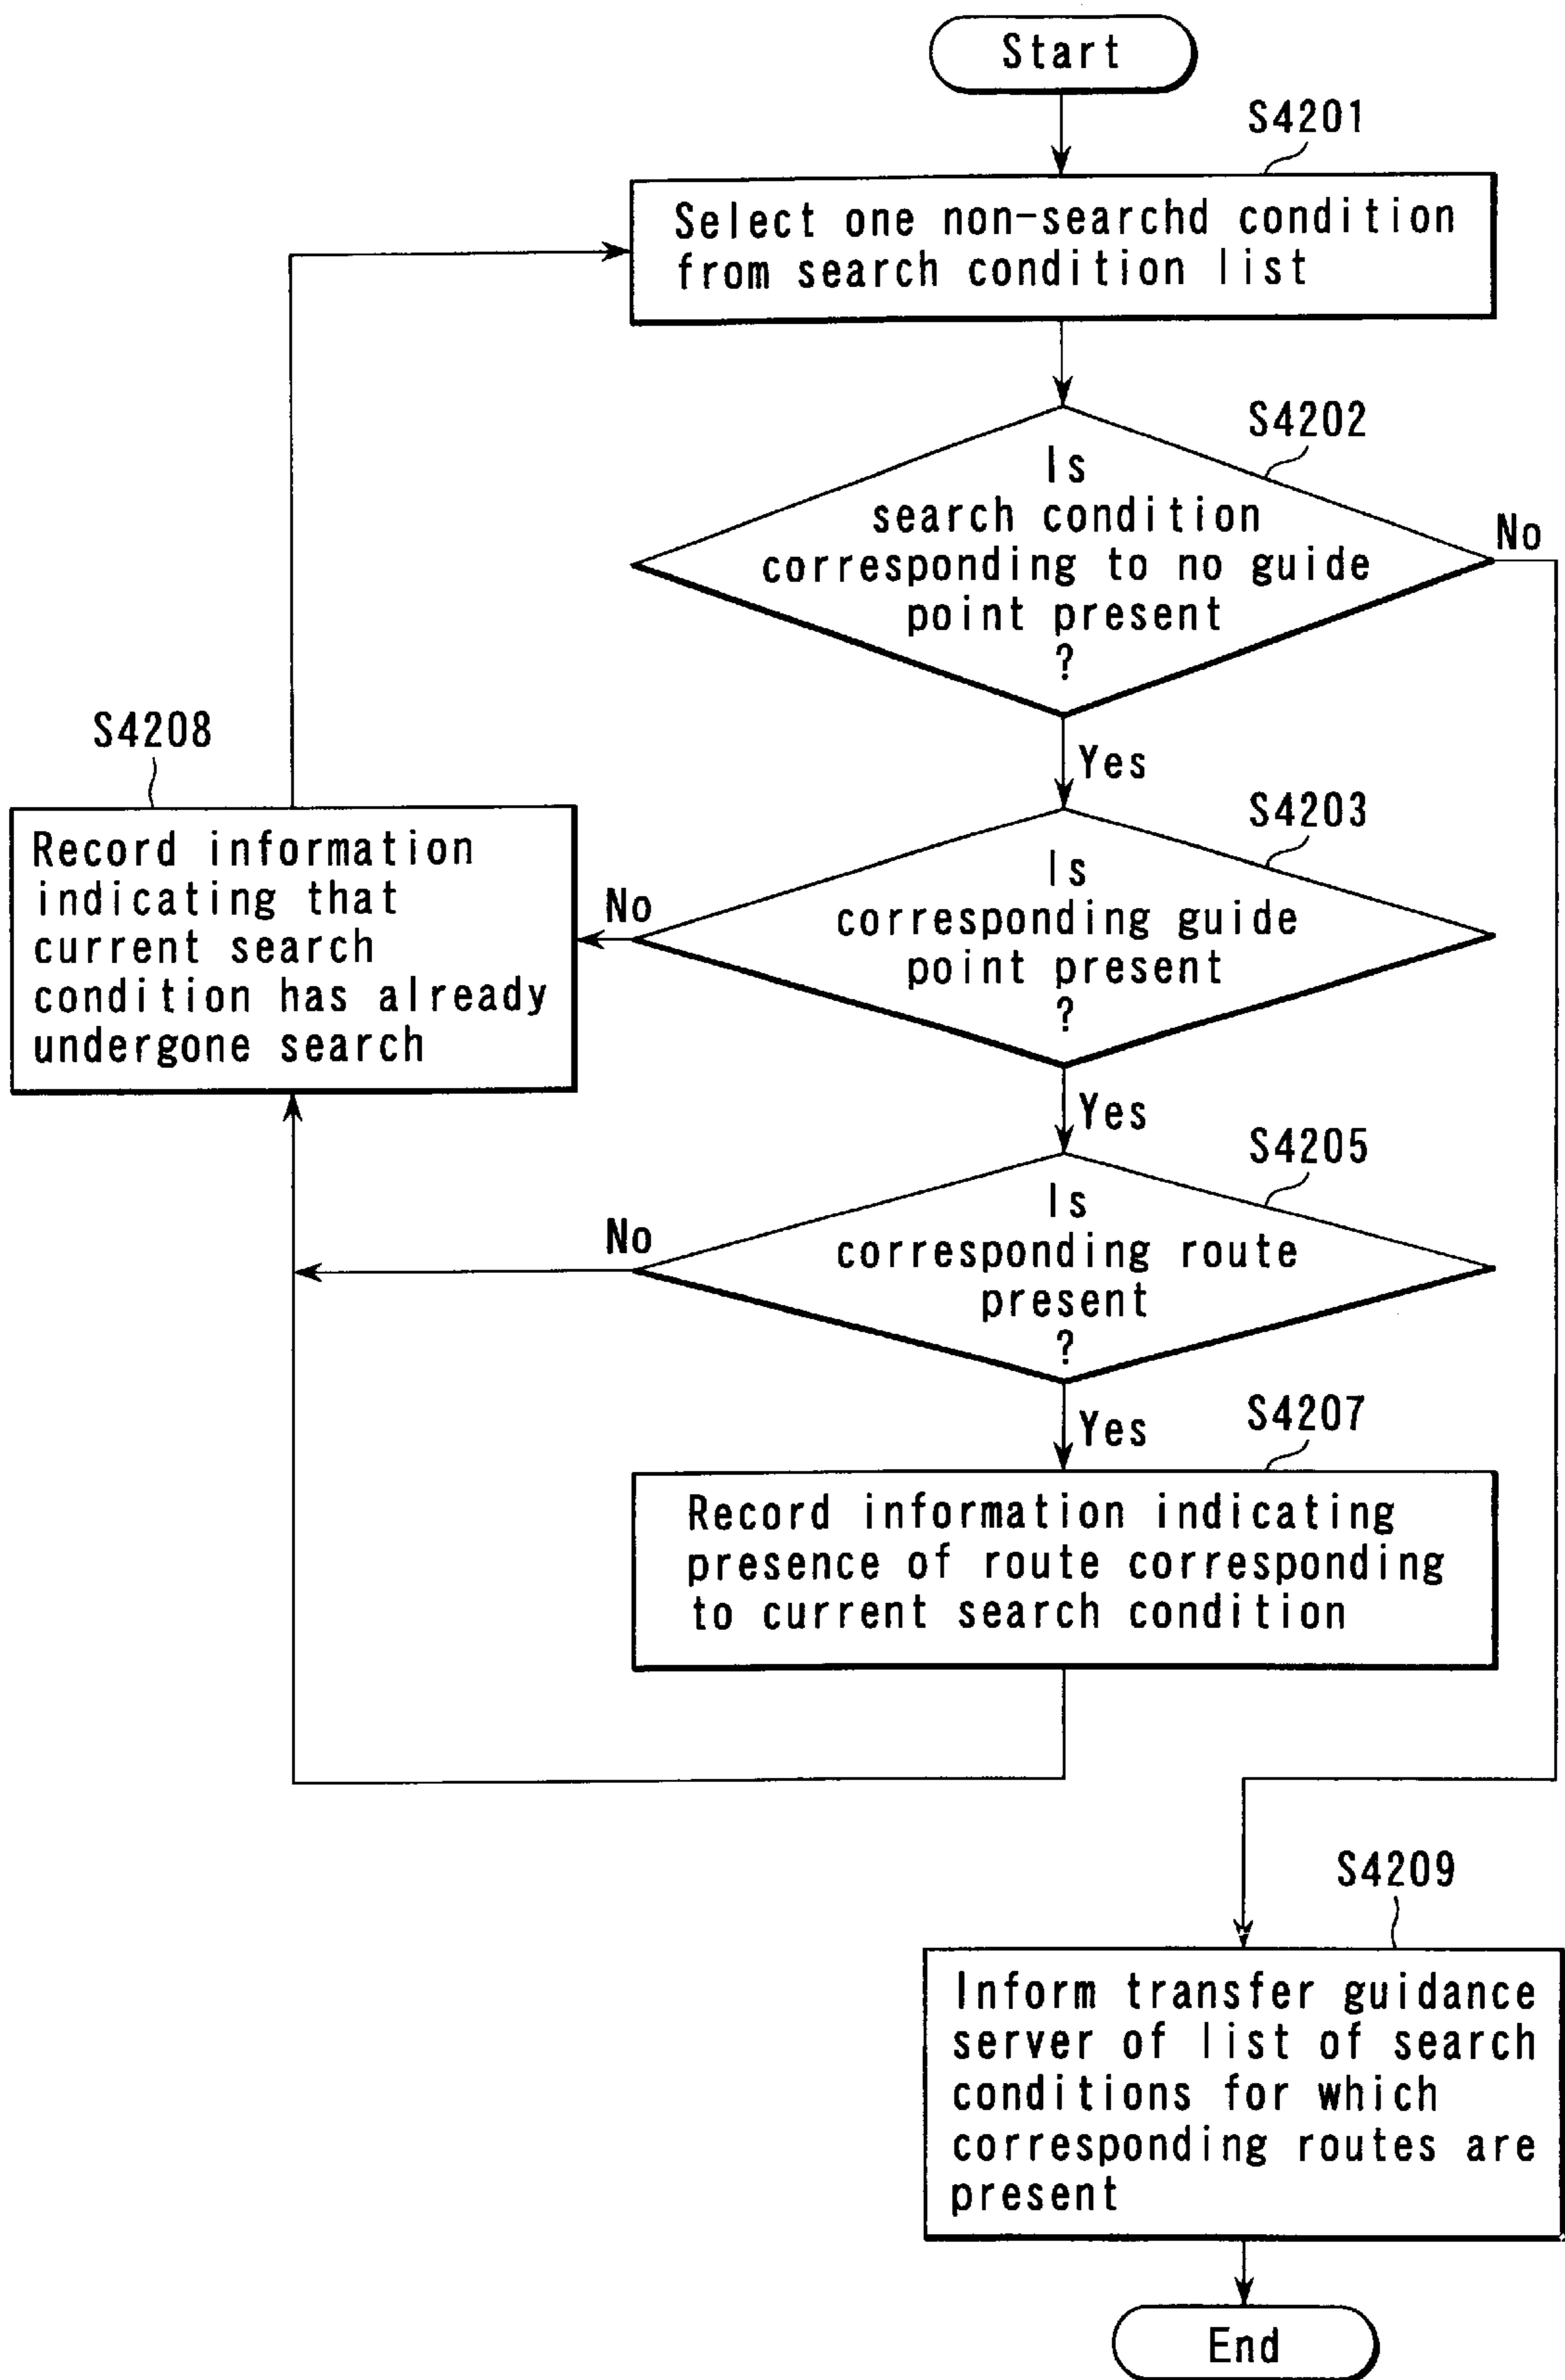 Start
S4201
Select one non-searchd condition
from search condition list
S4202
Is
search condition
corresponding to no guide
point present
?
No
Yes
S4208
Record information
indicating that
current search
condition has already
undergone search
S4203
Is
corresponding guide
point present
?
No
Yes
S4205
Is
corresponding route
present
?
No
Yes
S4207
Record information indicating
presence of route corresponding
to current search condition
S4209
Inform transfer guidance
server of list of search
conditions for which
corresponding routes are
present
End